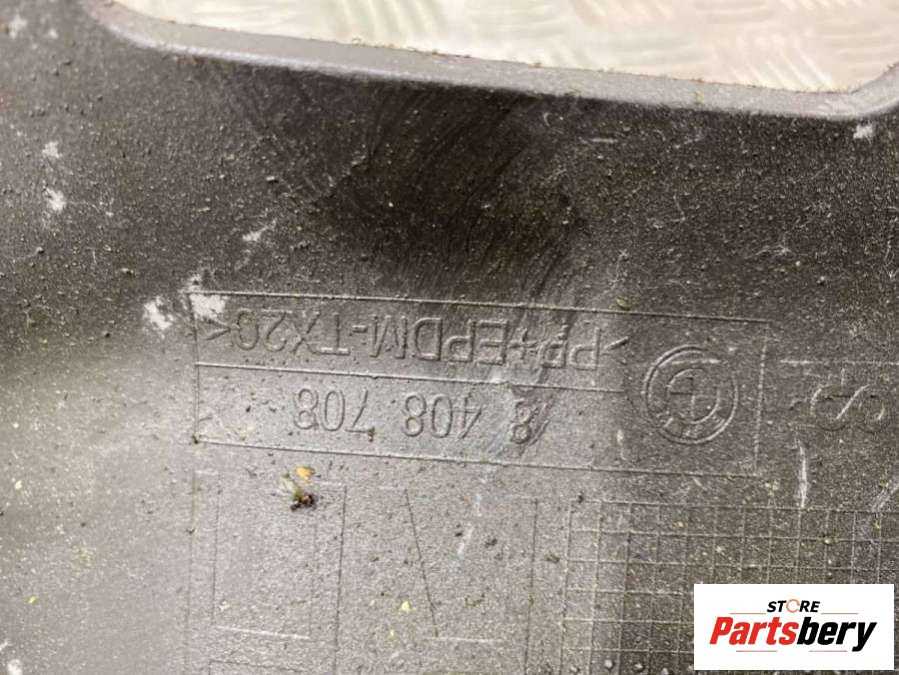 8 408 708
>PP+EPDM-TX20<
STORE
Partsbery